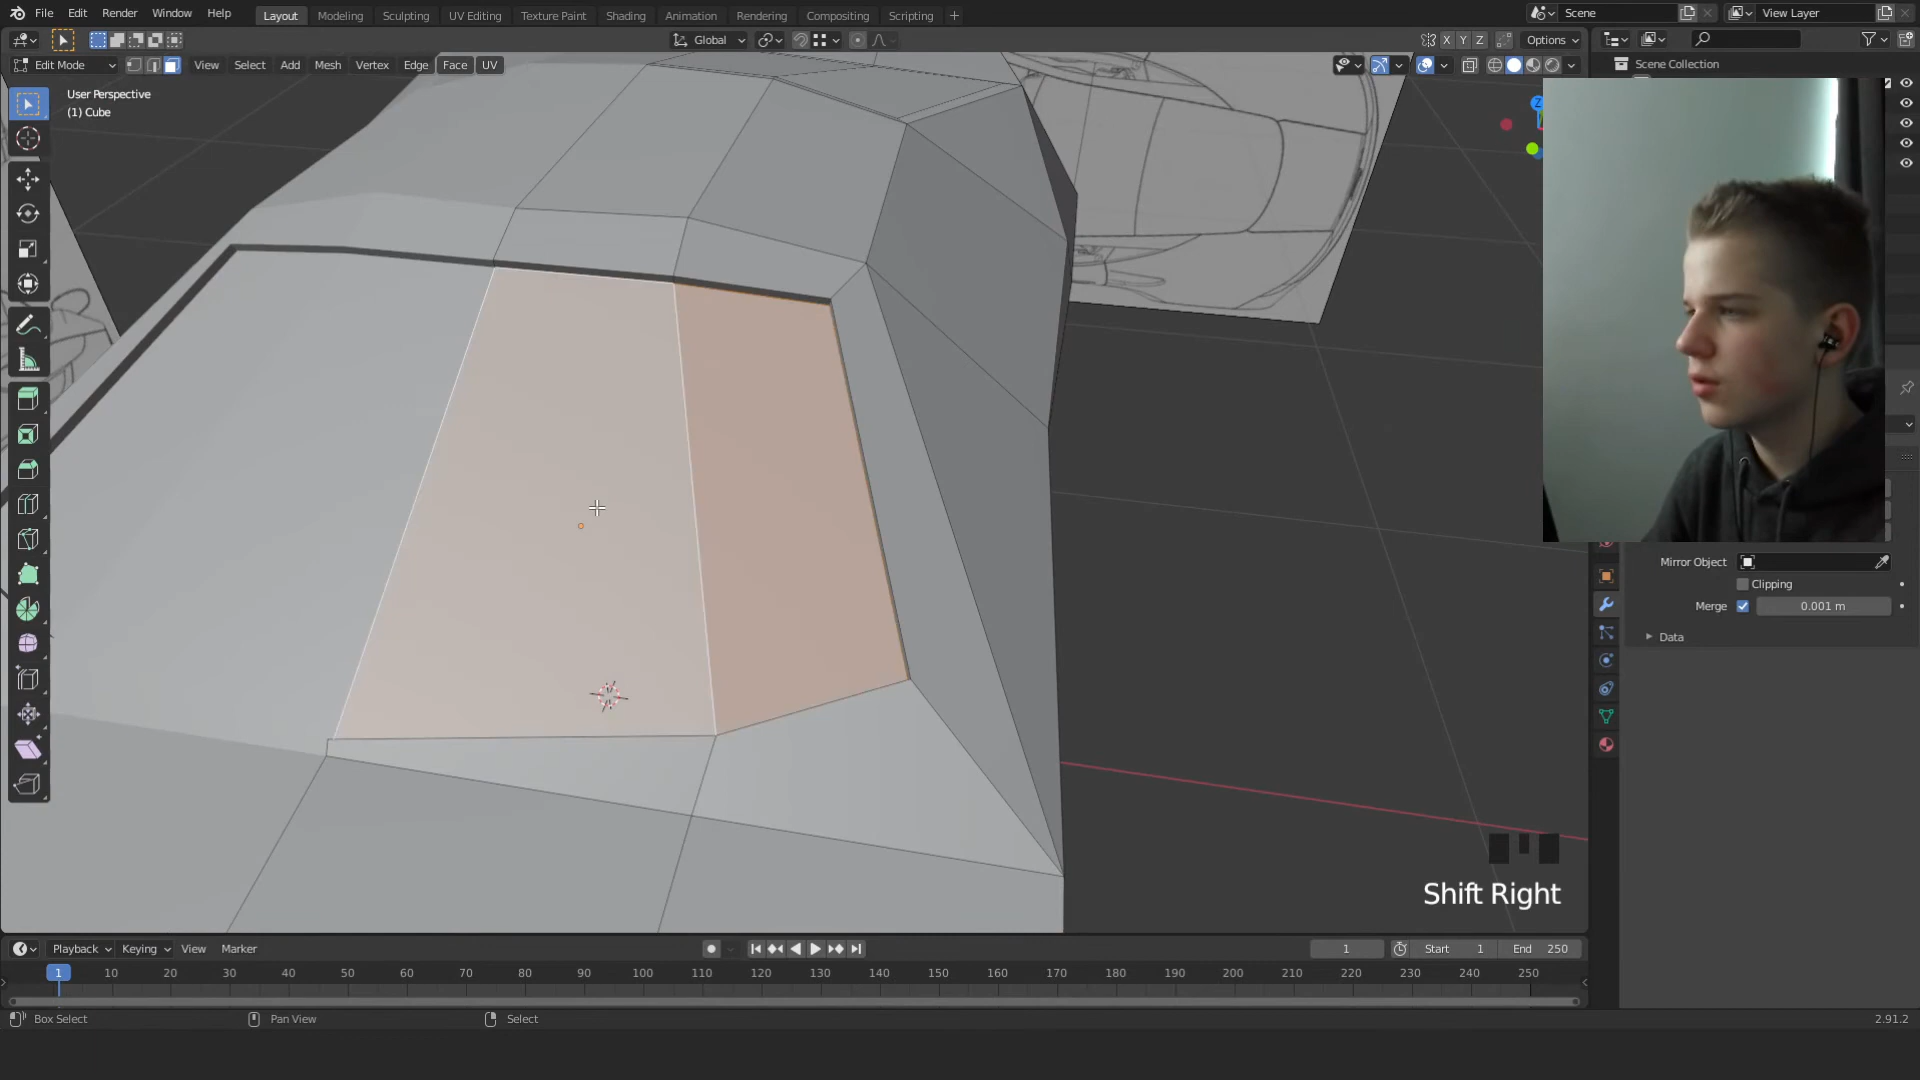 File Edit Render Window Help Layout Modeling Sculpting UV Editing Texture Paint Shading Animation Rendering Compositing Scripting + Scene View Layer
Global X Y Z Options
Edit Mode View Select Add Mesh Vertex Edge Face UV Scene Collection
User Perspective
(1) Cube
Z
Mirror Object
Clipping
Merge 0.001 m
Data
Shift Right
Playback Keying View Marker 1 Start 1 End 250
1 10 20 30 40 50 60 70 80 90 100 110 120 130 140 150 160 170 180 190 200 210 220 230 240 250
Box Select Pan View Select 2.91.2